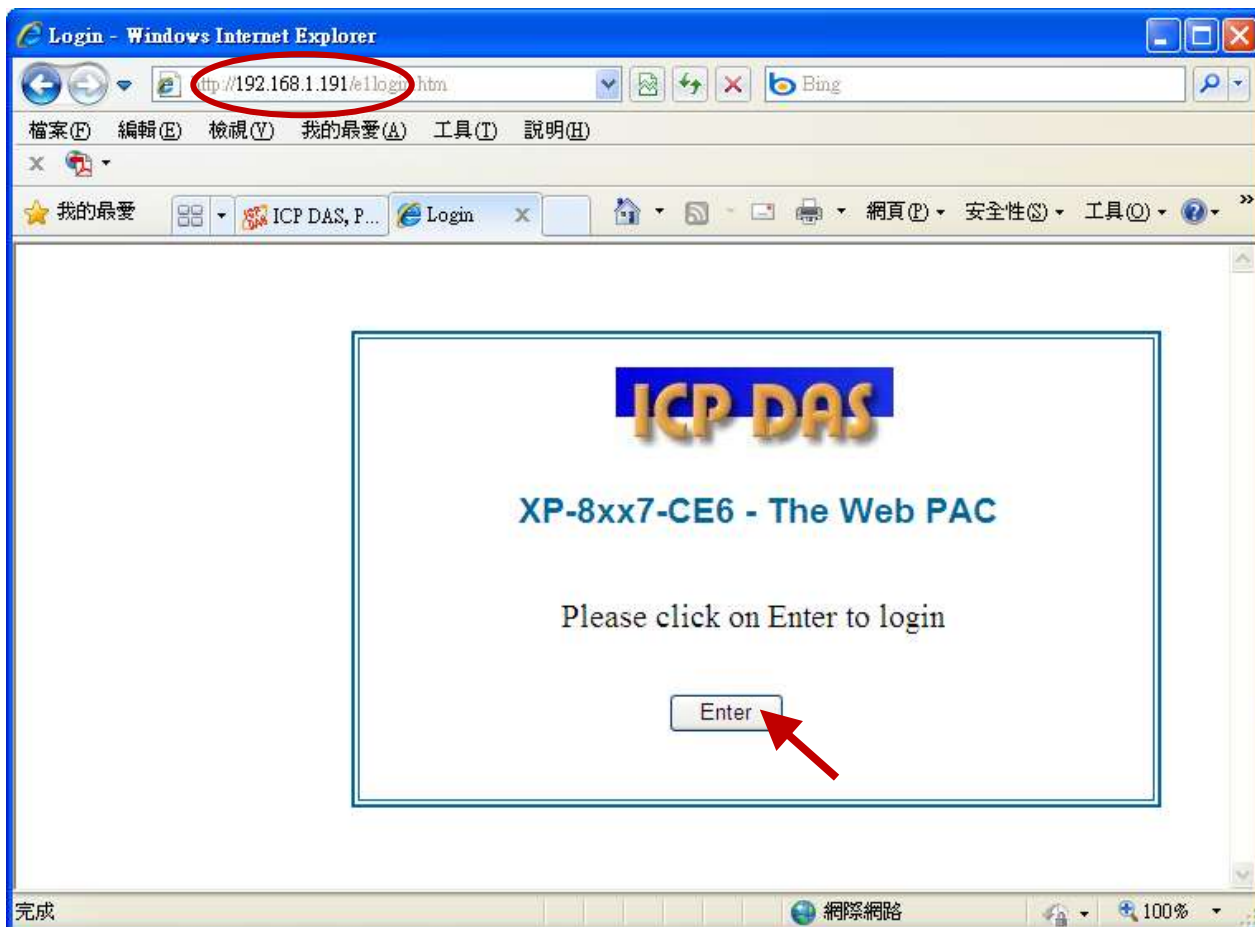 Login - Windows Internet Explorer
http://192.168.1.191/e1login.htm
Bing
檔案(F) 編輯(E) 檢視(V) 我的最愛(A) 工具(T) 說明(H)
x
我的最愛 ICP DAS, P... Login x 網頁(P) 安全性(S) 工具(O) »
ICP DAS
XP-8xx7-CE6 - The Web PAC
Please click on Enter to login
Enter
完成 網際網路 100%